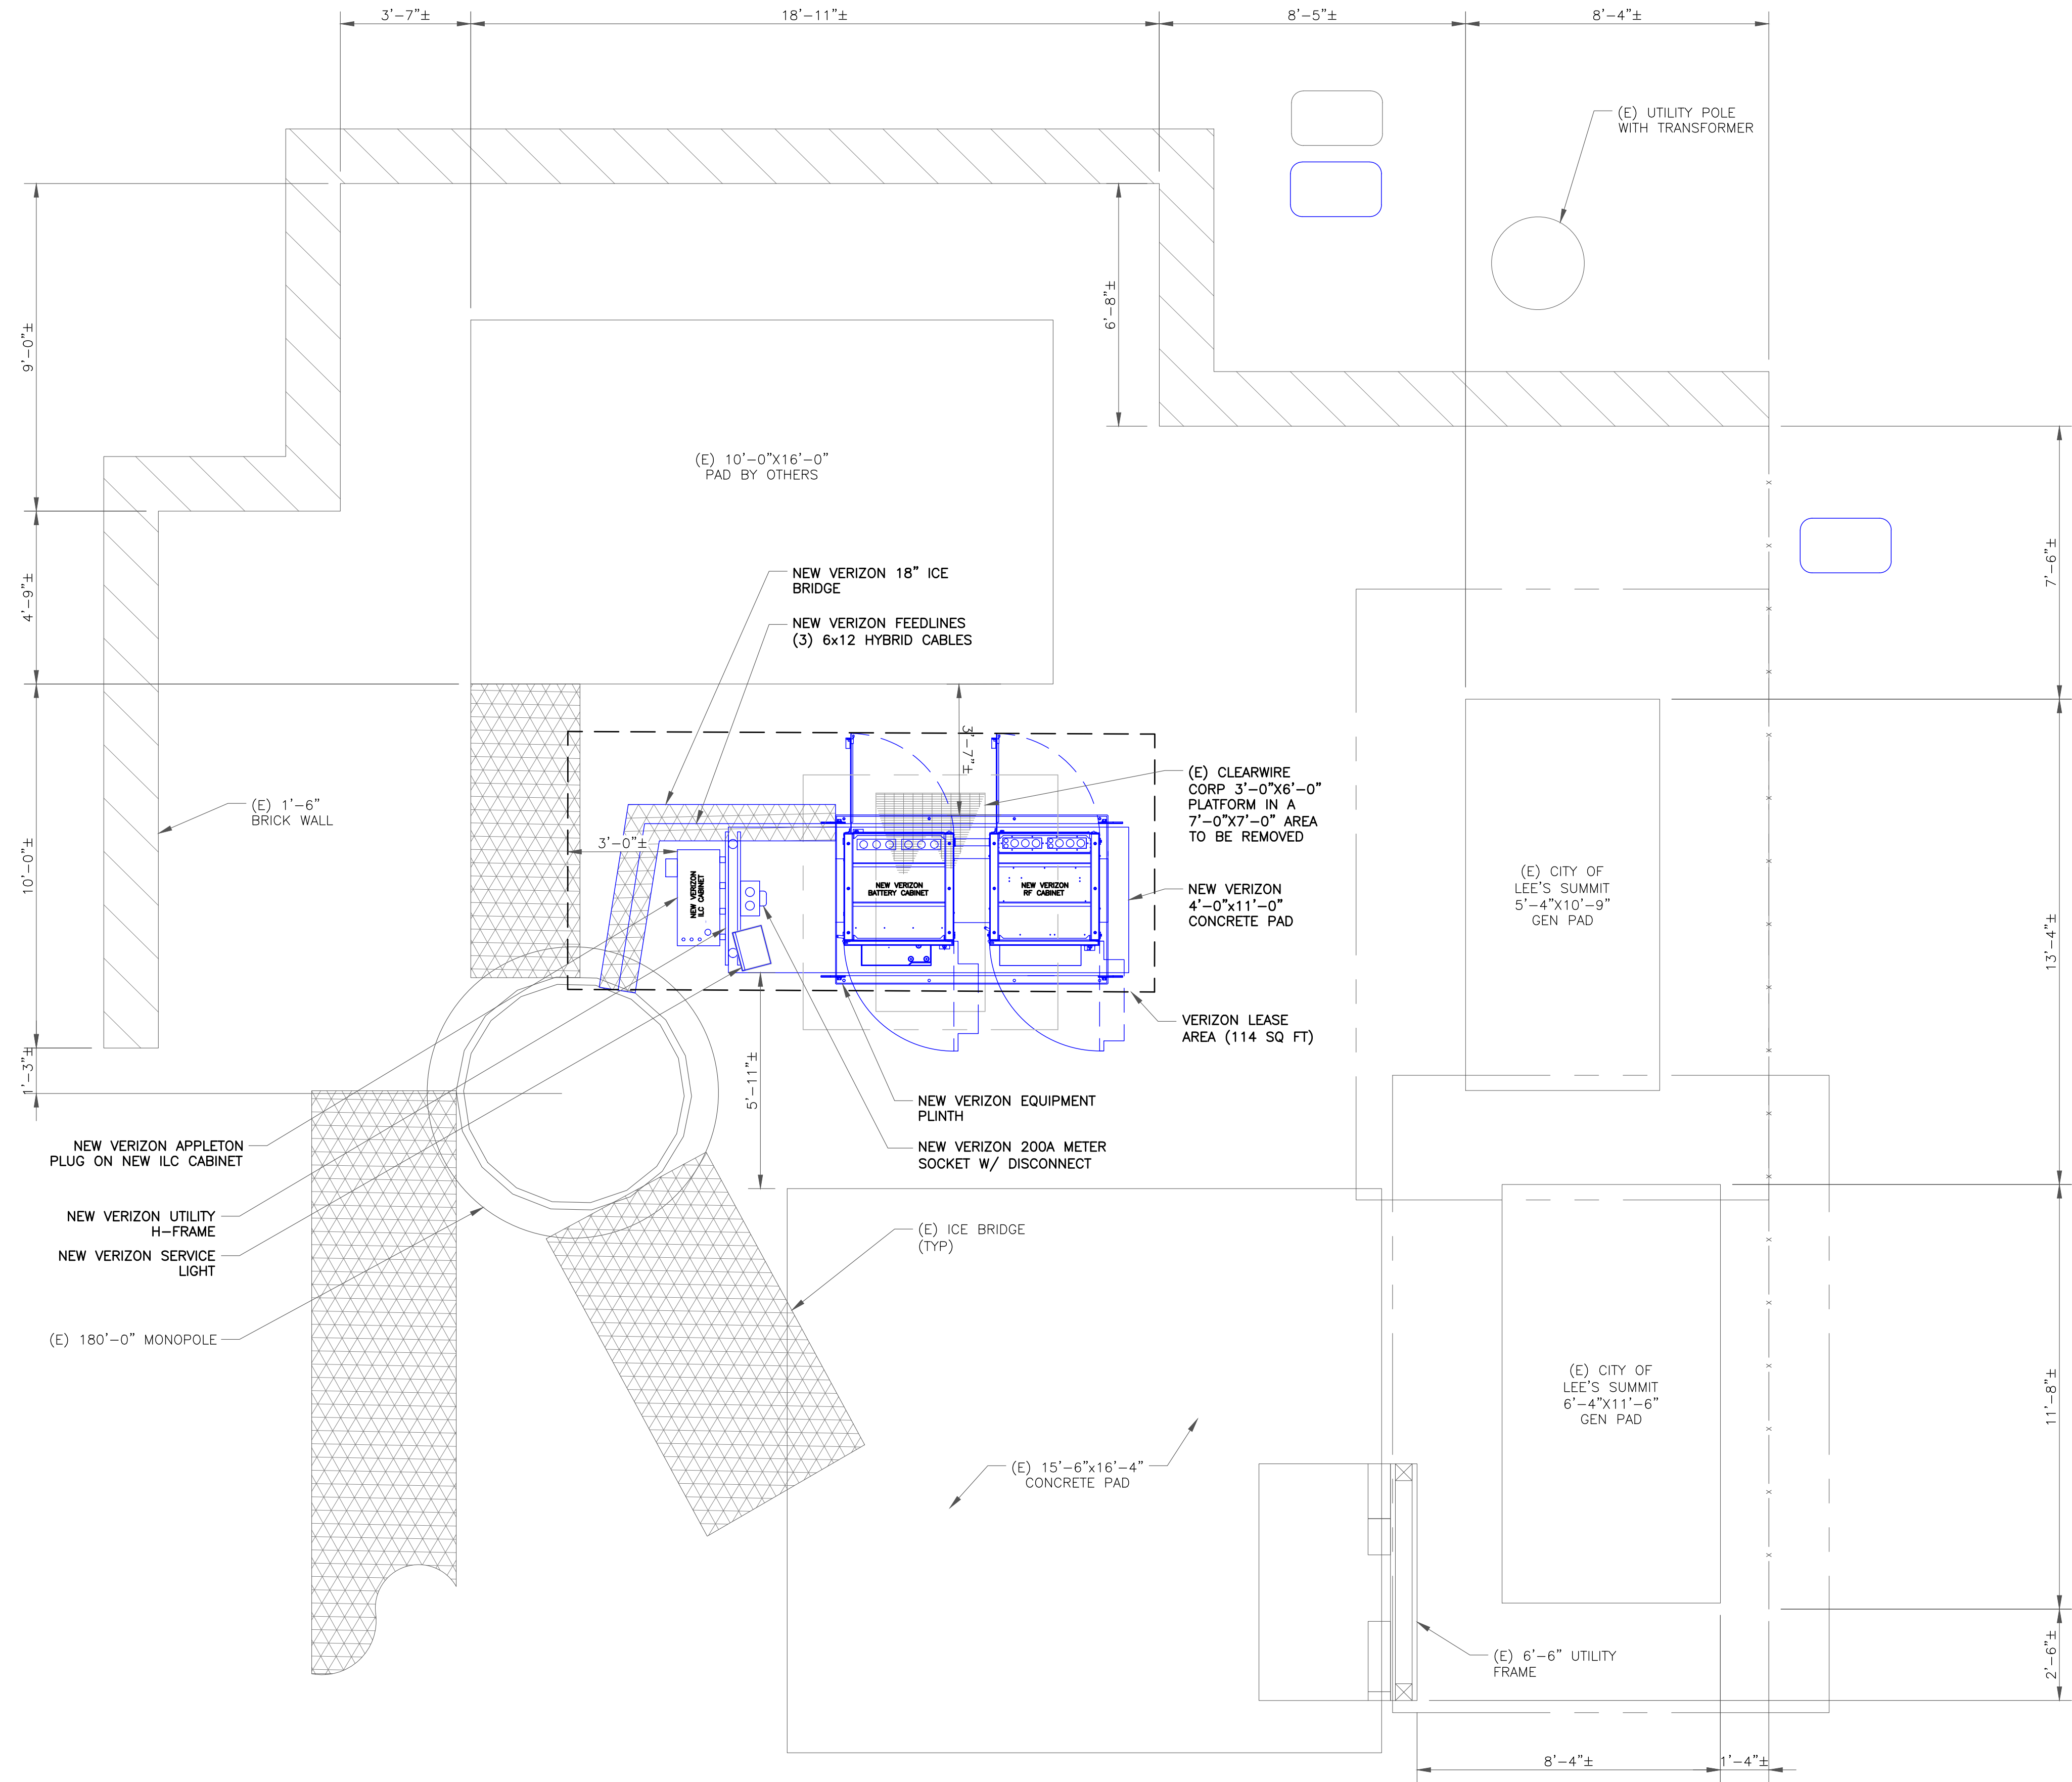 3'-7"±
18'-11"±
8'-5"±
8'-4"±
(E) UTILITY POLE
WITH TRANSFORMER
9'-0"±
6'-8"±
(E) 10'-0"X16'-0"
PAD BY OTHERS
4'-9"±
7'-6"±
NEW VERIZON 18" ICE
BRIDGE
NEW VERIZON FEEDLINES
(3) 6x12 HYBRID CABLES
3'-7"±
(E) CLEARWIRE
CORP 3'-0"X6'-0"
PLATFORM IN A
7'-0"X7'-0" AREA
TO BE REMOVED
(E) 1'-6"
BRICK WALL
3'-0"±
10'-0"±
NEW VERIZON
ILC CABINET
NEW VERIZON
BATTERY CABINET
NEW VERIZON
RF CABINET
NEW VERIZON
4'-0"x11'-0"
CONCRETE PAD
(E) CITY OF
LEE'S SUMMIT
5'-4"X10'-9"
GEN PAD
13'-4"±
VERIZON LEASE
AREA (114 SQ FT)
1'-3"±
5'-11"±
NEW VERIZON EQUIPMENT
PLINTH
NEW VERIZON 200A METER
SOCKET W/ DISCONNECT
NEW VERIZON APPLETON
PLUG ON NEW ILC CABINET
NEW VERIZON UTILITY
H-FRAME
NEW VERIZON SERVICE
LIGHT
(E) ICE BRIDGE
(TYP)
(E) 180'-0" MONOPOLE
(E) CITY OF
LEE'S SUMMIT
6'-4"X11'-6"
GEN PAD
11'-8"±
(E) 15'-6"x16'-4"
CONCRETE PAD
(E) 6'-6" UTILITY
FRAME
2'-6"±
8'-4"±
1'-4"±